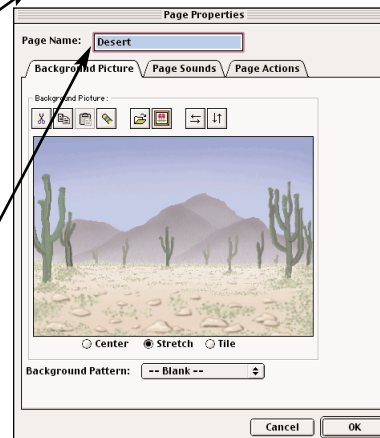 Page Properties
Page Name: Desert
Background Picture Page Sounds Page Actions
Background Picture:
Center Stretch Tile
Background Pattern: -- Blank --
Cancel OK